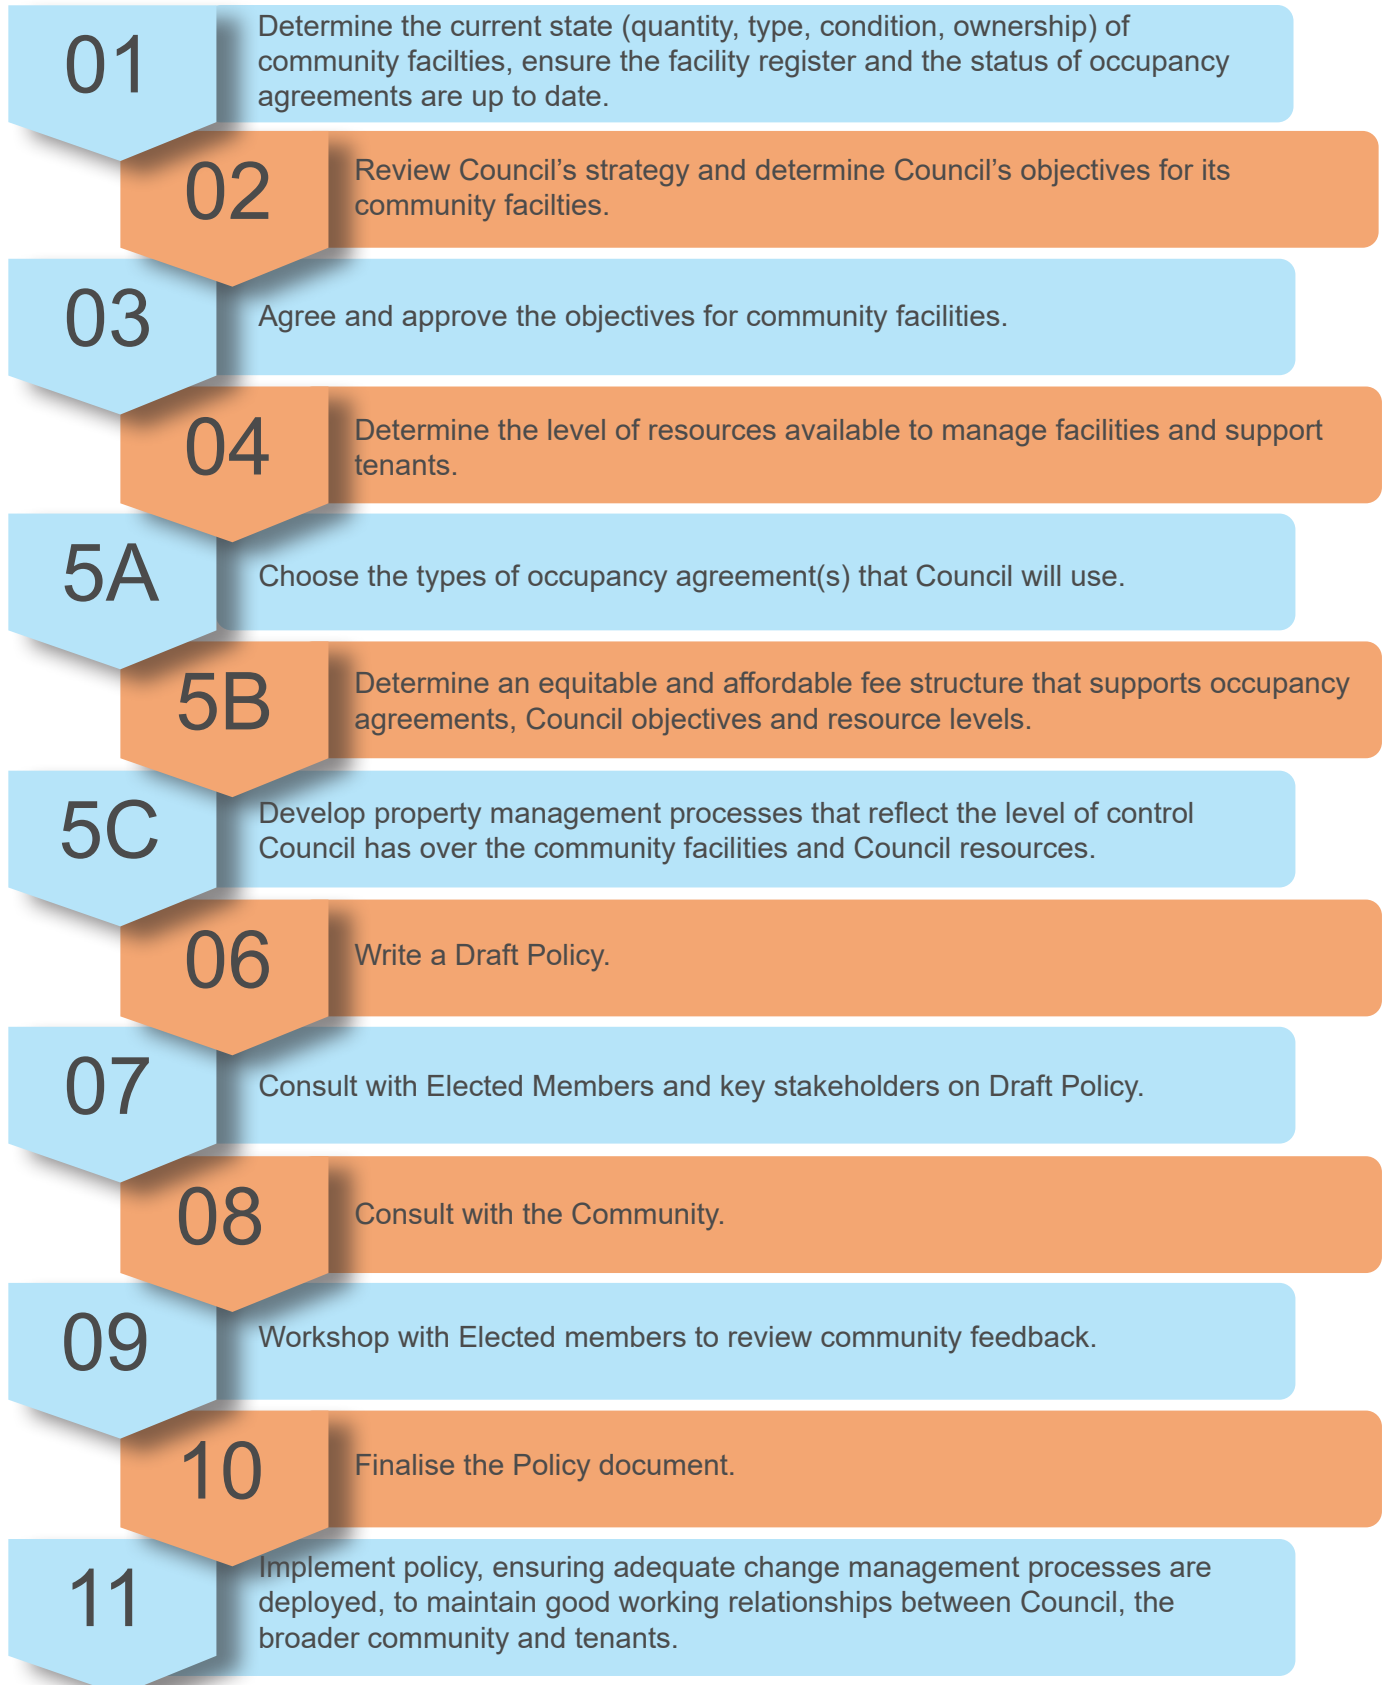 01
Determine the current state (quantity, type, condition, ownership) of
community facilties, ensure the facility register and the status of occupancy
agreements are up to date.
02
Review Council’s strategy and determine Council’s objectives for its
community facilties.
03
Agree and approve the objectives for community facilities.
04
Determine the level of resources available to manage facilities and support
tenants.
5A
Choose the types of occupancy agreement(s) that Council will use.
5B
Determine an equitable and affordable fee structure that supports occupancy
agreements, Council objectives and resource levels.
5C
Develop property management processes that reflect the level of control
Council has over the community facilities and Council resources.
06
Write a Draft Policy.
07
Consult with Elected Members and key stakeholders on Draft Policy.
08
Consult with the Community.
09
Workshop with Elected members to review community feedback.
10
Finalise the Policy document.
11
Implement policy, ensuring adequate change management processes are
deployed, to maintain good working relationships between Council, the
broader community and tenants.